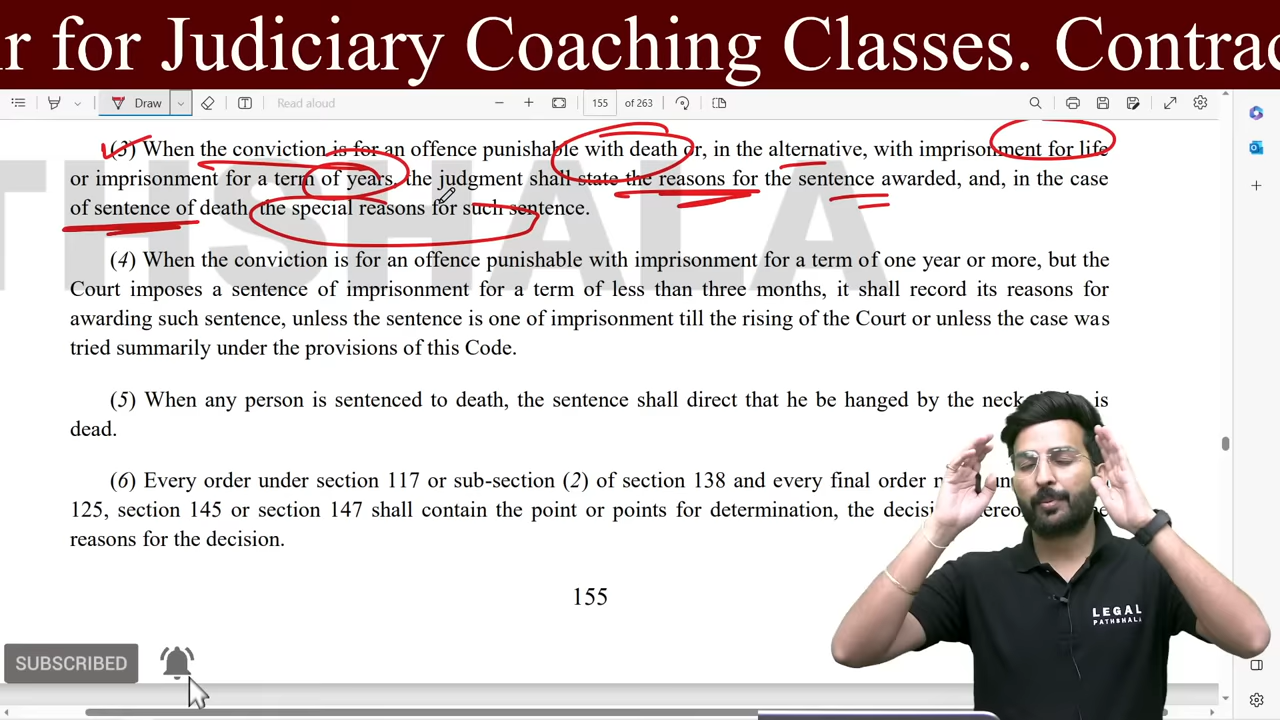 r for Judiciary Coaching Classes. Contrac
Draw
Read aloud
155 of 263
(3) When the conviction is for an offence punishable with death or, in the alternative, with imprisonment for life
or imprisonment for a term of years, the judgment shall state the reasons for the sentence awarded, and, in the case
of sentence of death, the special reasons for such sentence.
THSHALA
(4) When the conviction is for an offence punishable with imprisonment for a term of one year or more, but the
Court imposes a sentence of imprisonment for a term of less than three months, it shall record its reasons for
awarding such sentence, unless the sentence is one of imprisonment till the rising of the Court or unless the case was
tried summarily under the provisions of this Code.
(5) When any person is sentenced to death, the sentence shall direct that he be hanged by the neck is
dead.
(6) Every order under section 117 or sub-section (2) of section 138 and every final order
125, section 145 or section 147 shall contain the point or points for determination, the
reasons for the decision.
155
LEGAL
PATHSHALA
SUBSCRIBED